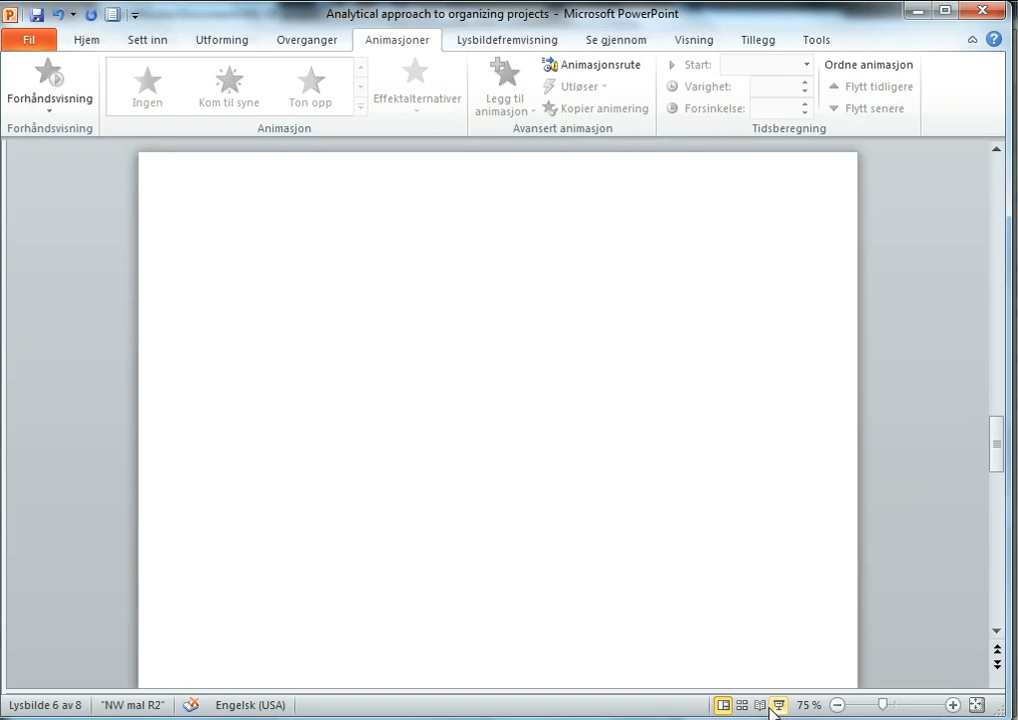 Analytical approach to organizing projects - Microsoft PowerPoint
Fil Hjem Sett inn Utforming Overganger Animasjoner Lysbildefremvisning Se gjennom Visning Tillegg Tools
Forhåndsvisning
Ingen Kom til syne Ton opp
Effektalternativer
Legg til animasjon
Animasjonsrute
Utløser
Kopier animering
Start:
Varighet:
Forsinkelse:
Ordne animasjon
Flytt tidligere
Flytt senere
Forhåndsvisning Animasjon Avansert animasjon Tidsberegning
Lysbilde 6 av 8 "NW mal R2" Engelsk (USA) 75 %